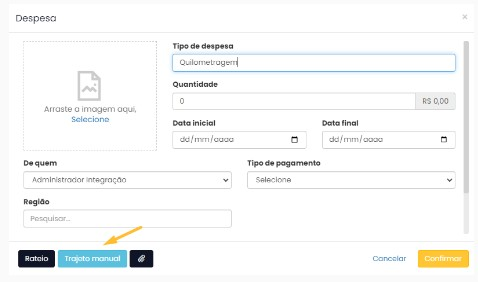 Despesa
×
Tipo de despesa
Quilometragem
Arraste a imagem aqui,
Selecione
Quantidade
0
R$ 0,00
Data inicial
Data final
dd/mm/aaaa
dd/mm/aaaa
De quem
Tipo de pagamento
Administrador Integração
Selecione
Região
Pesquisar...
Rateio
Trajeto manual
Cancelar
Confirmar